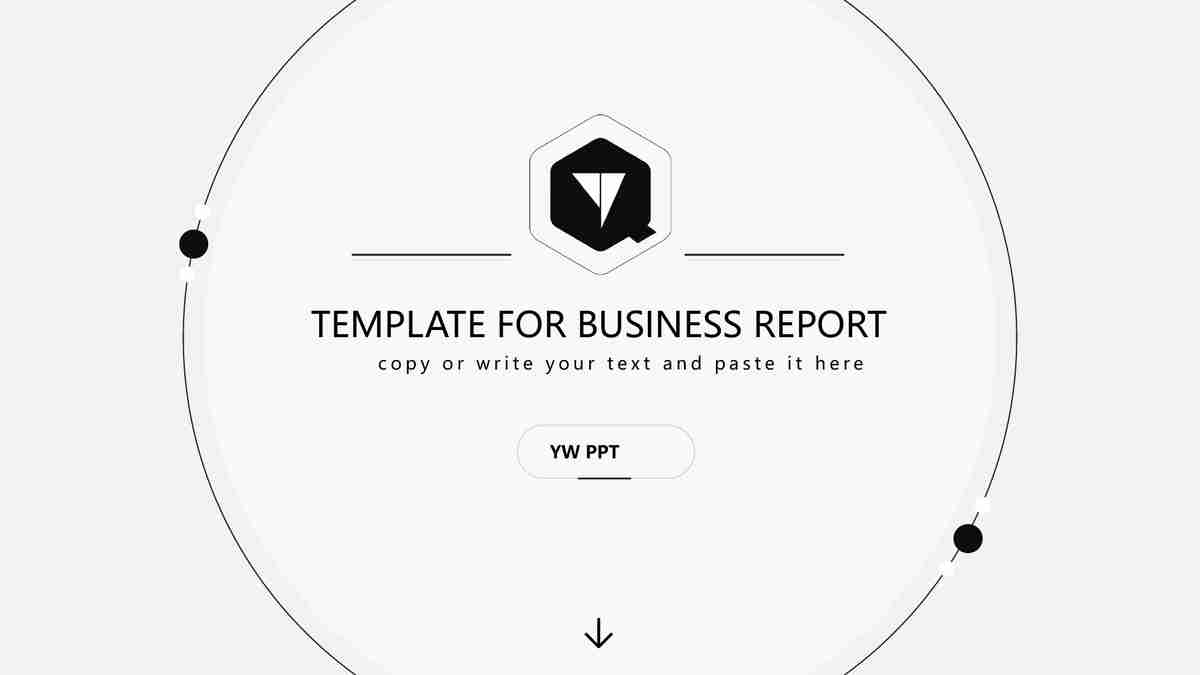 TEMPLATE FOR BUSINESS REPORT
copy or write your text and paste it here
YW PPT